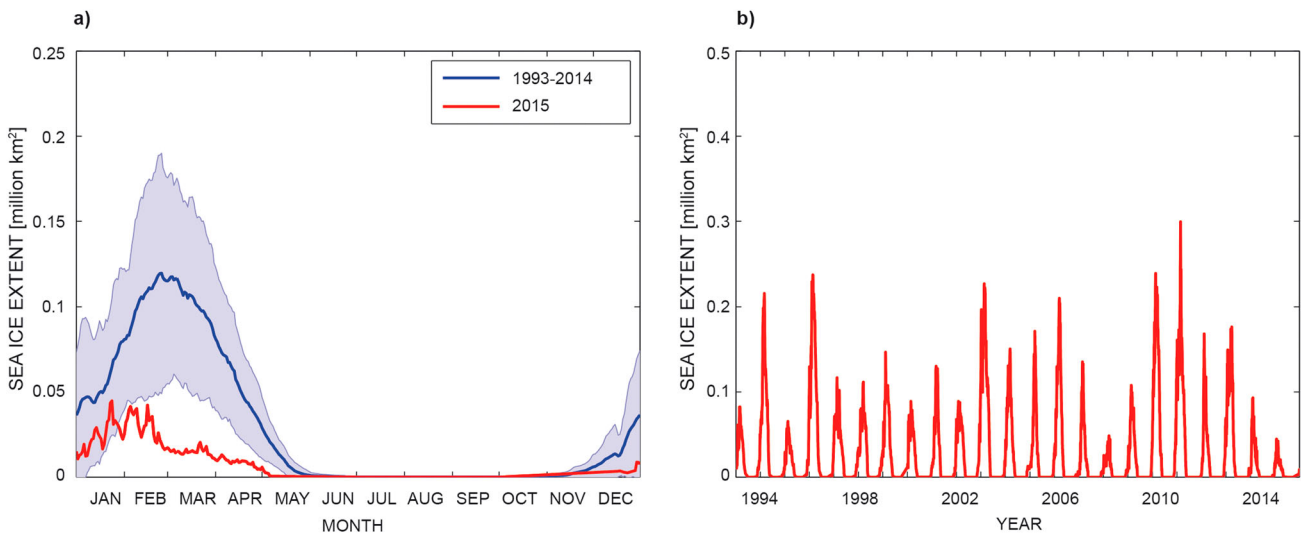 a)
SEA ICE EXTENT [million km²]
0.25
0.2
0.15
0.1
0.05
0
1993-2014
2015
JAN FEB MAR APR MAY JUN JUL AUG SEP OCT NOV DEC
MONTH
b)
SEA ICE EXTENT [million km²]
0.5
0.4
0.3
0.2
0.1
0
1994 1998 2002 2006 2010 2014
YEAR